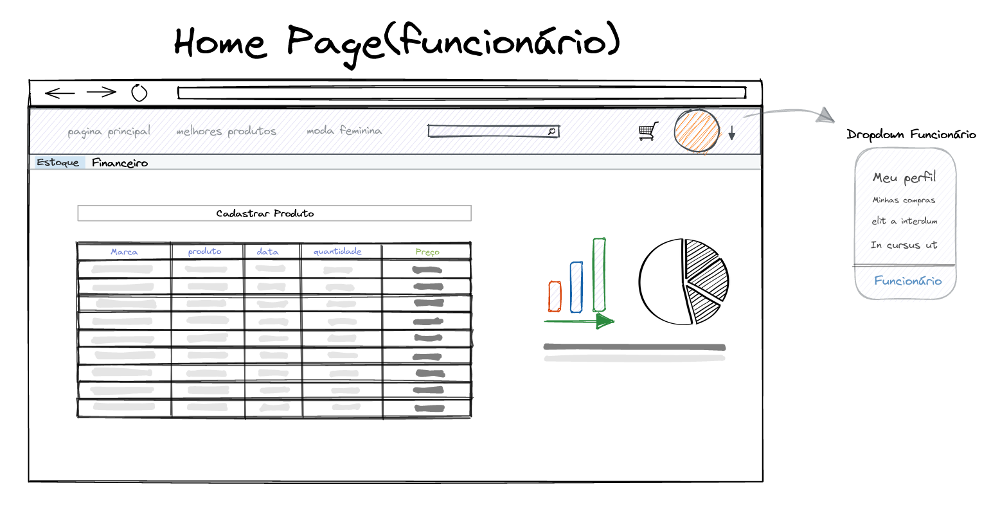 Home Page(funcionário)
pagina principal melhores produtos moda feminina
Dropdown Funcionário
Estoque Financeiro
Meu perfil
Minhas compras
Cadastrar Produto
elit a interdum
In cursus ut
Marca produto data quantidade Preço
Funcionário